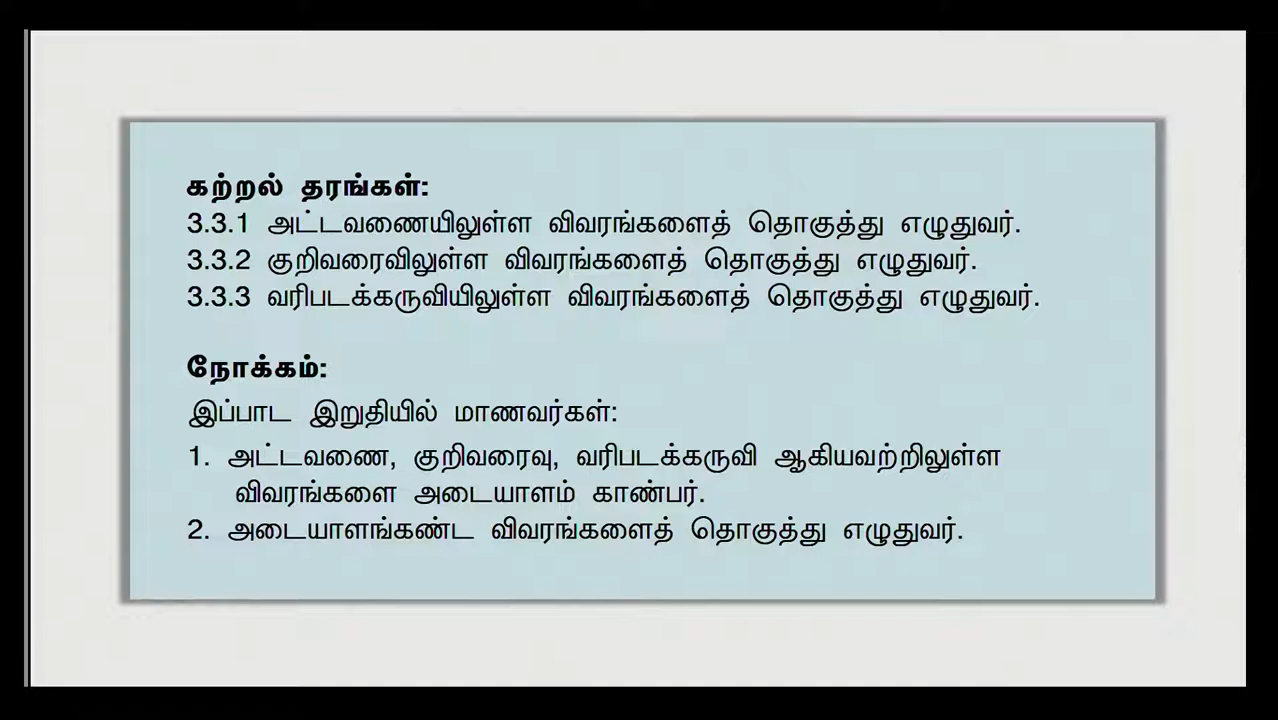 கற்றல் தரங்கள்:
3.3.1 அட்டவணையிலுள்ள விவரங்களைத் தொகுத்து எழுதுவர்.
3.3.2 குறிவரைவிலுள்ள விவரங்களைத் தொகுத்து எழுதுவர்.
3.3.3 வரிபடக்கருவியிலுள்ள விவரங்களைத் தொகுத்து எழுதுவர்.
நோக்கம்:
இப்பாட இறுதியில் மாணவர்கள்:
1. அட்டவணை, குறிவரைவு, வரிபடக்கருவி ஆகியவற்றிலுள்ள
விவரங்களை அடையாளம் காண்பர்.
2. அடையாளங்கண்ட விவரங்களைத் தொகுத்து எழுதுவர்.